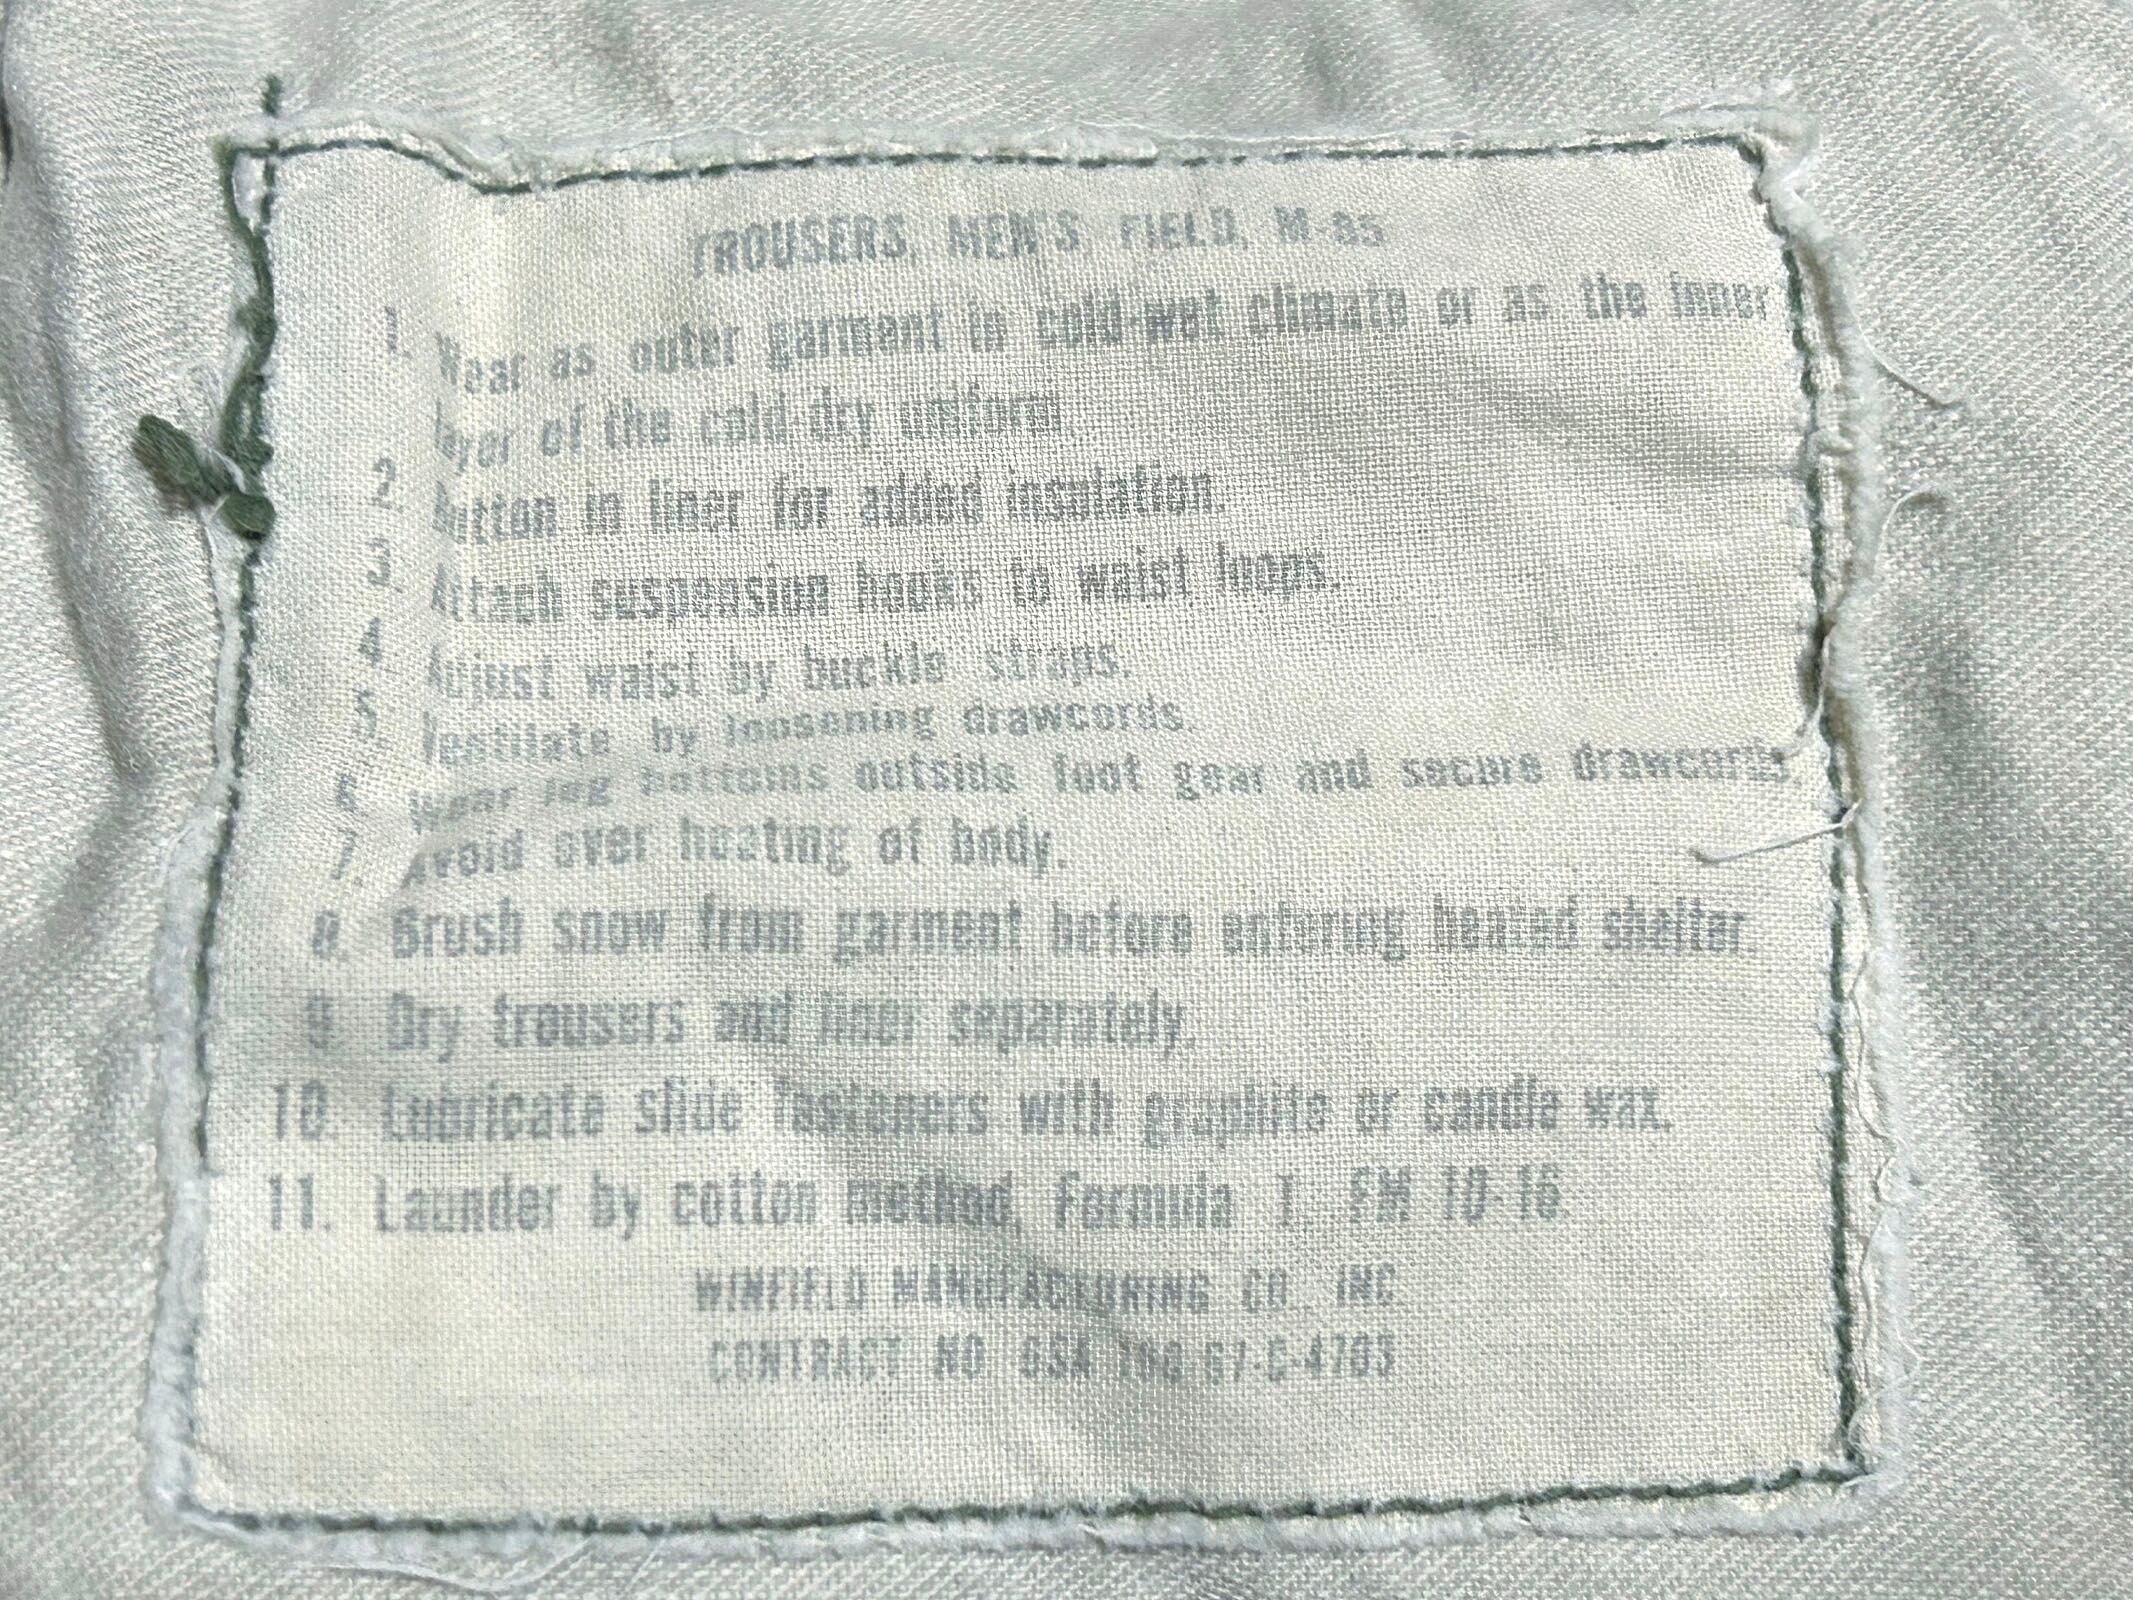 TROUSERS, MEN'S FIELD, M-65
1. Wear as outer garment in cold-wet climate or as the inner
layer of the cold-dry uniform.
2. Button in liner for added insulation.
3. Attach suspension hooks to waist loops.
4. Adjust waist by buckle straps.
5. Ventilate by loosening drawcords.
6. Wear leg bottoms outside foot gear and secure drawcords.
7. Avoid over heating of body.
8. Brush snow from garment before entering heated shelter.
9. Dry trousers and liner separately.
10. Lubricate slide fasteners with graphite or candle wax.
11. Launder by cotton method, Formula I, FM 10-16
WINFIELD MANUFACTURING CO., INC
CONTRACT NO GSA